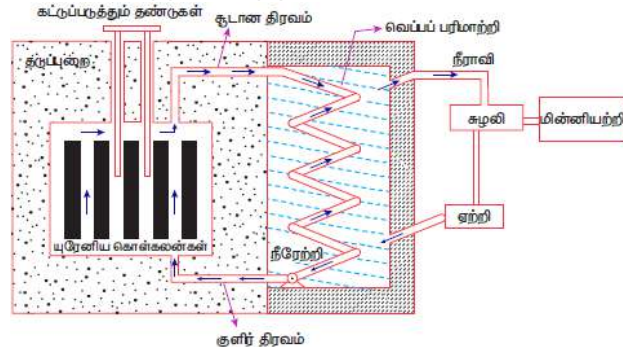 கட்டுப்படுத்தும் தண்டுகள்
சூடான திரவம்
வெப்பப் பரிமாற்றி
தடுப்புறை
நீராவி
சுழலி
மின்னியற்றி
ஏற்றி
யுரேனிய கொள்கலன்கள்
நீரேற்றி
குளிர் திரவம்